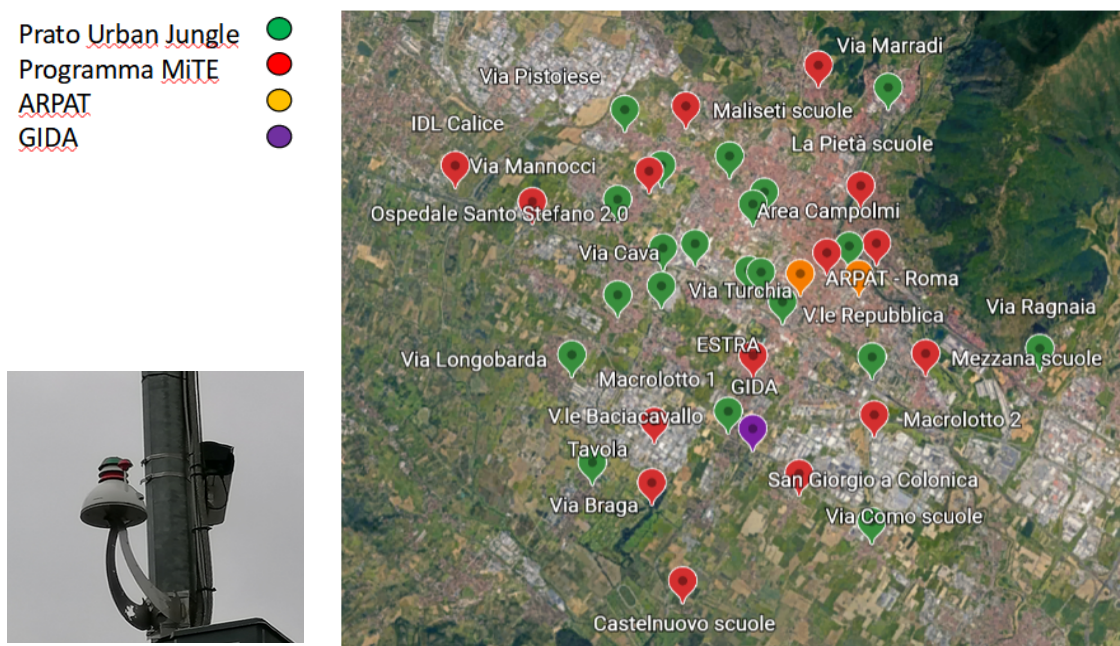 Prato Urban Jungle
Programma MiTE
ARPAT
GIDA
Via Marradi
Via Pistoiese
Maliseti scuole
IDL Calice
La Pietà scuole
Via Mannocci
Ospedale Santo Stefano 2.0
Area Campolmi
Via Cava
ARPAT - Roma
Via Turchia
Via Ragnaia
V.le Repubblica
ESTRA
Via Longobarda
Mezzana scuole
Macrolotto 1
GIDA
V.le Baciacavallo
Macrolotto 2
Tavola
San Giorgio a Colonica
Via Braga
Via Como scuole
Castelnuovo scuole